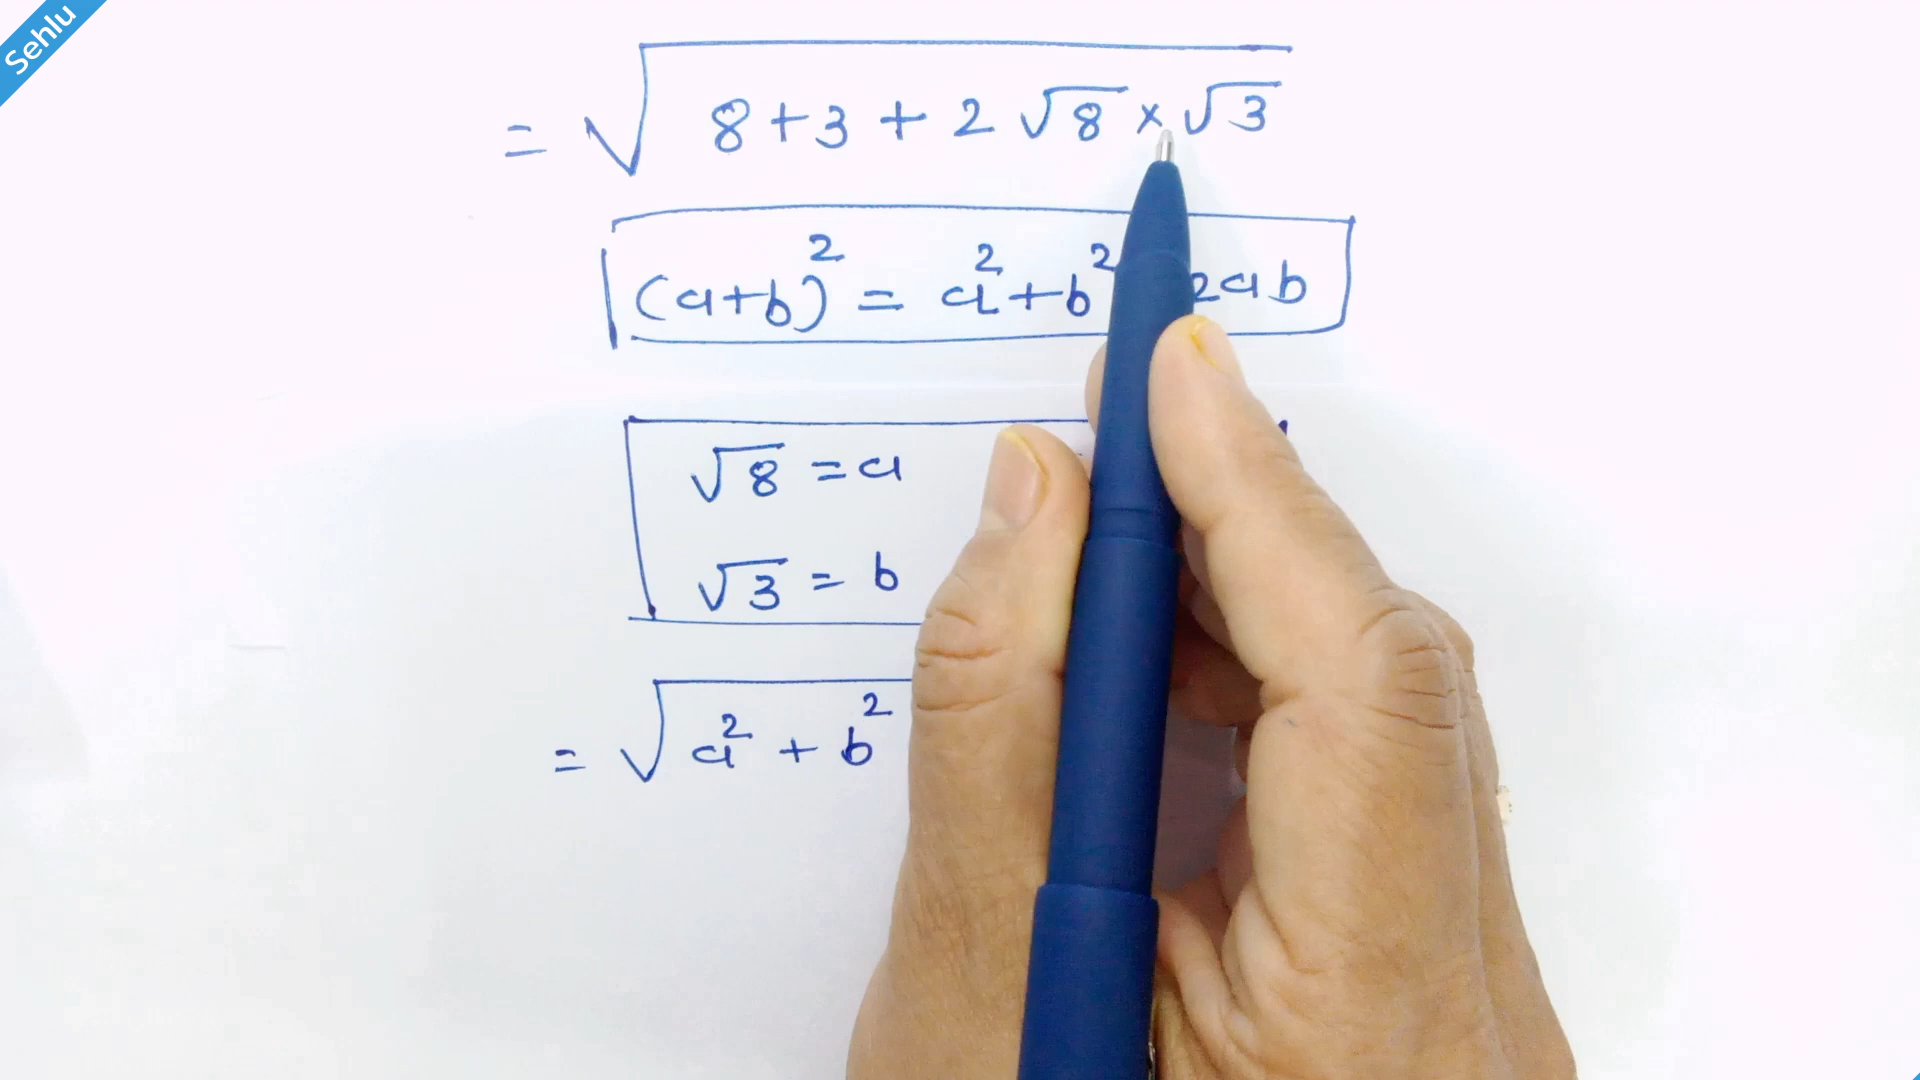 Sehlu
= √8+3+2√8×√3
(a+b)² = a²+b² 2ab
√8 = a
√3 = b
= √a²+b²